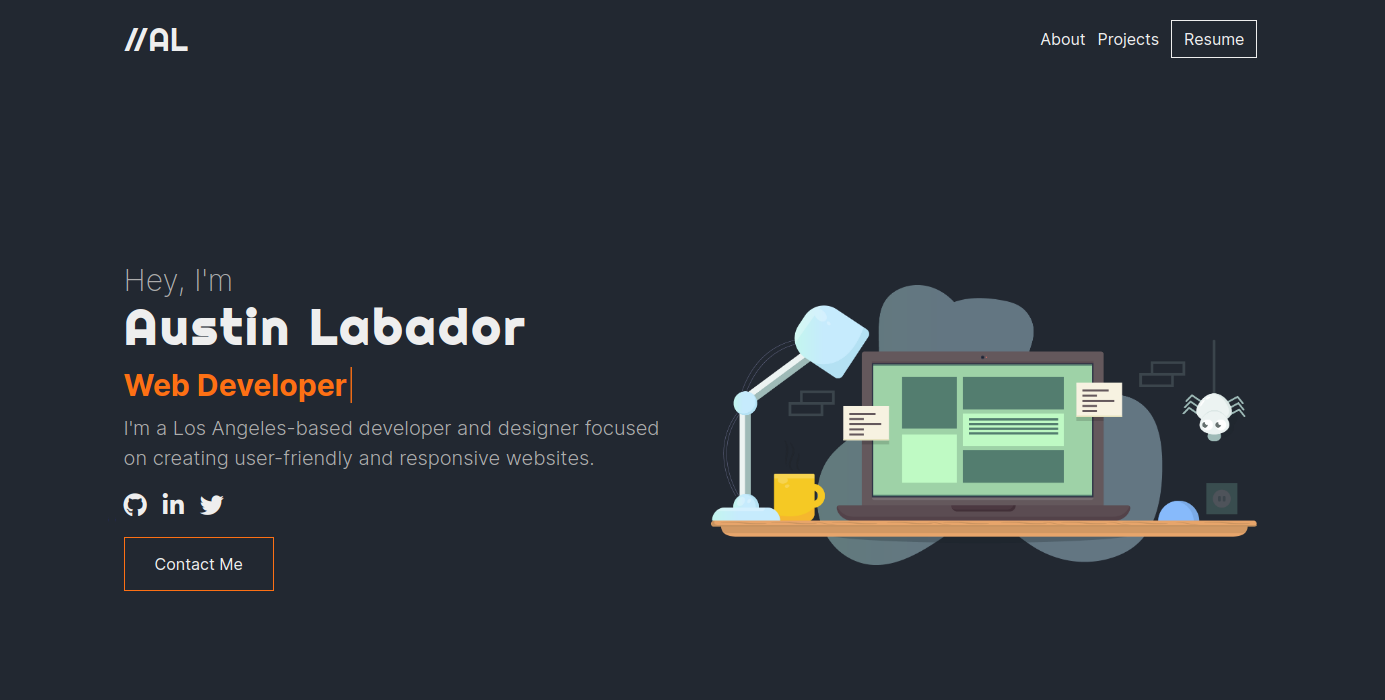 //AL
About Projects Resume
Hey, I'm
Austin Labador
Web Developer
I'm a Los Angeles-based developer and designer focused
on creating user-friendly and responsive websites.
in
Contact Me